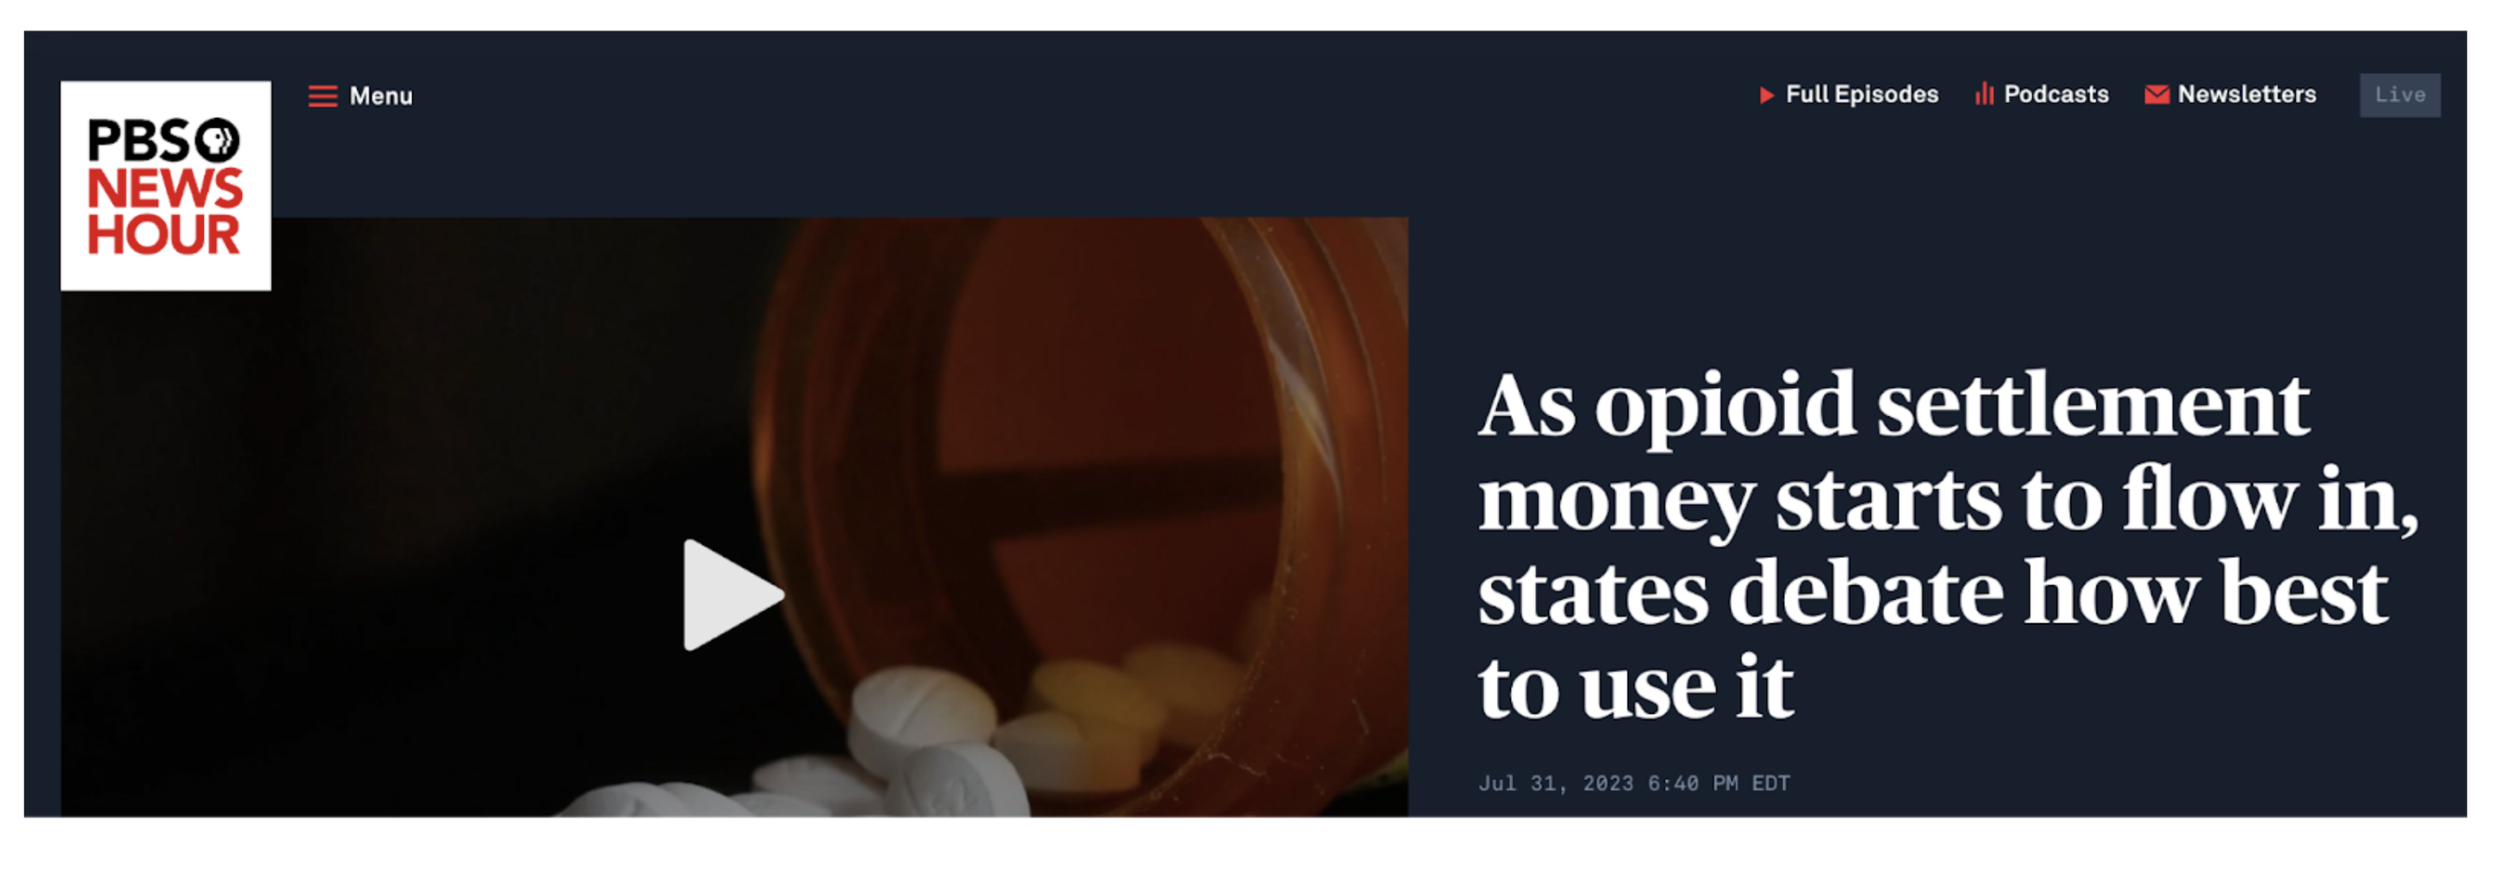 PBS
NEWS
HOUR
Menu
Full Episodes
Podcasts
Newsletters
Live
As opioid settlement
money starts to flow in,
states debate how best
to use it
Jul 31, 2023 6:40 PM EDT